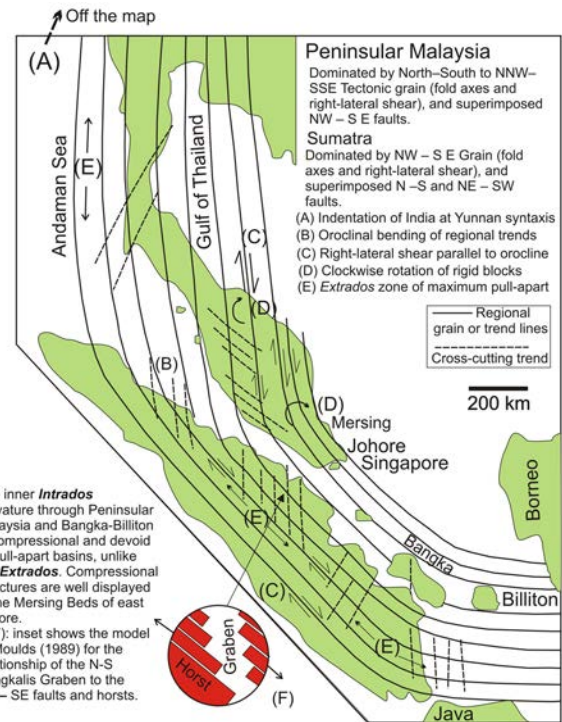 Off the map
(A)
Peninsular Malaysia
Dominated by North–South to NNW–
SSE Tectonic grain (fold axes and
right-lateral shear), and superimposed
NW – S E faults.
Sumatra
Dominated by NW – S E Grain (fold
axes and right-lateral shear), and
superimposed N –S and NE – SW
faults.
(A) Indentation of India at Yunnan syntaxis
(B) Oroclinal bending of regional trends
(C) Right-lateral shear parallel to orocline
(D) Clockwise rotation of rigid blocks
(E) Extrados zone of maximum pull-apart
Regional
grain or trend lines
Cross-cutting trend
200 km
Andaman Sea
(E)
Gulf of Thailand
(C)
(D)
(B)
(D)
Mersing
Johore
Singapore
Borneo
Bangka
Billiton
(E)
(C)
(E)
Java
inner Intrados
vature through Peninsular
aysia and Bangka-Billiton
ompressional and devoid
ull-apart basins, unlike
Extrados. Compressional
ctures are well displayed
he Mersing Beds of east
ore.
): inset shows the model
Moulds (1989) for the
tionship of the N-S
gkalis Graben to the
– SE faults and horsts.
Horst
Graben
(F)